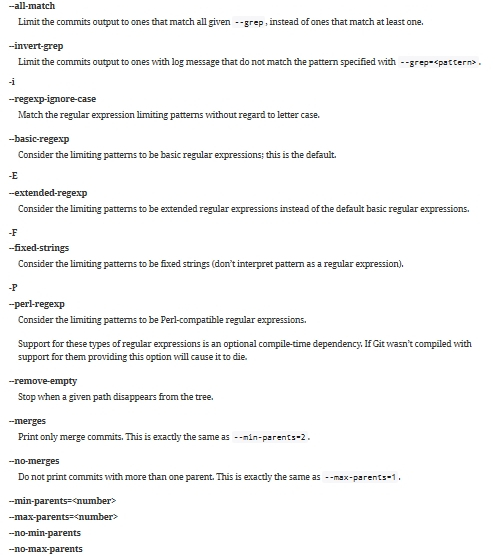 --all-match
Limit the commits output to ones that match all given --grep, instead of ones that match at least one.
--invert-grep
Limit the commits output to ones with log message that do not match the pattern specified with --grep=<pattern>.
-i
--regexp-ignore-case
Match the regular expression limiting patterns without regard to letter case.
--basic-regexp
Consider the limiting patterns to be basic regular expressions; this is the default.
-E
--extended-regexp
Consider the limiting patterns to be extended regular expressions instead of the default basic regular expressions.
-F
--fixed-strings
Consider the limiting patterns to be fixed strings (don't interpret pattern as a regular expression).
-P
--perl-regexp
Consider the limiting patterns to be Perl-compatible regular expressions.
Support for these types of regular expressions is an optional compile-time dependency. If Git wasn't compiled with
support for them providing this option will cause it to die.
--remove-empty
Stop when a given path disappears from the tree.
--merges
Print only merge commits. This is exactly the same as --min-parents=2.
--no-merges
Do not print commits with more than one parent. This is exactly the same as --max-parents=1.
--min-parents=<number>
--max-parents=<number>
--no-min-parents
--no-max-parents